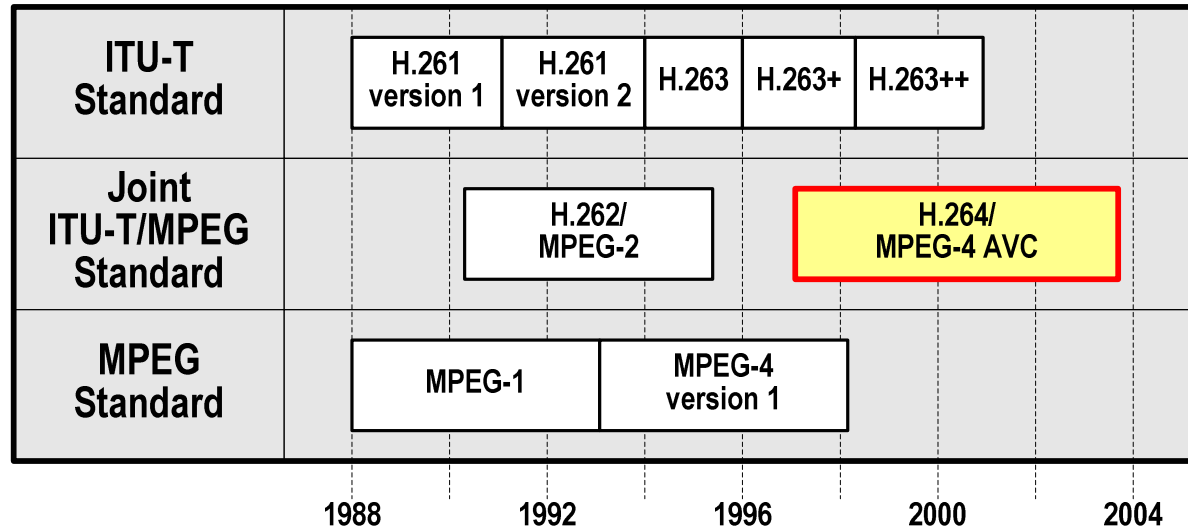 ITU-T
Standard
H.261
version 1
H.261
version 2
H.263
H.263+
H.263++
Joint
ITU-T/MPEG
Standard
H.262/
MPEG-2
H.264/
MPEG-4 AVC
MPEG
Standard
MPEG-1
MPEG-4
version 1
1988
1992
1996
2000
2004